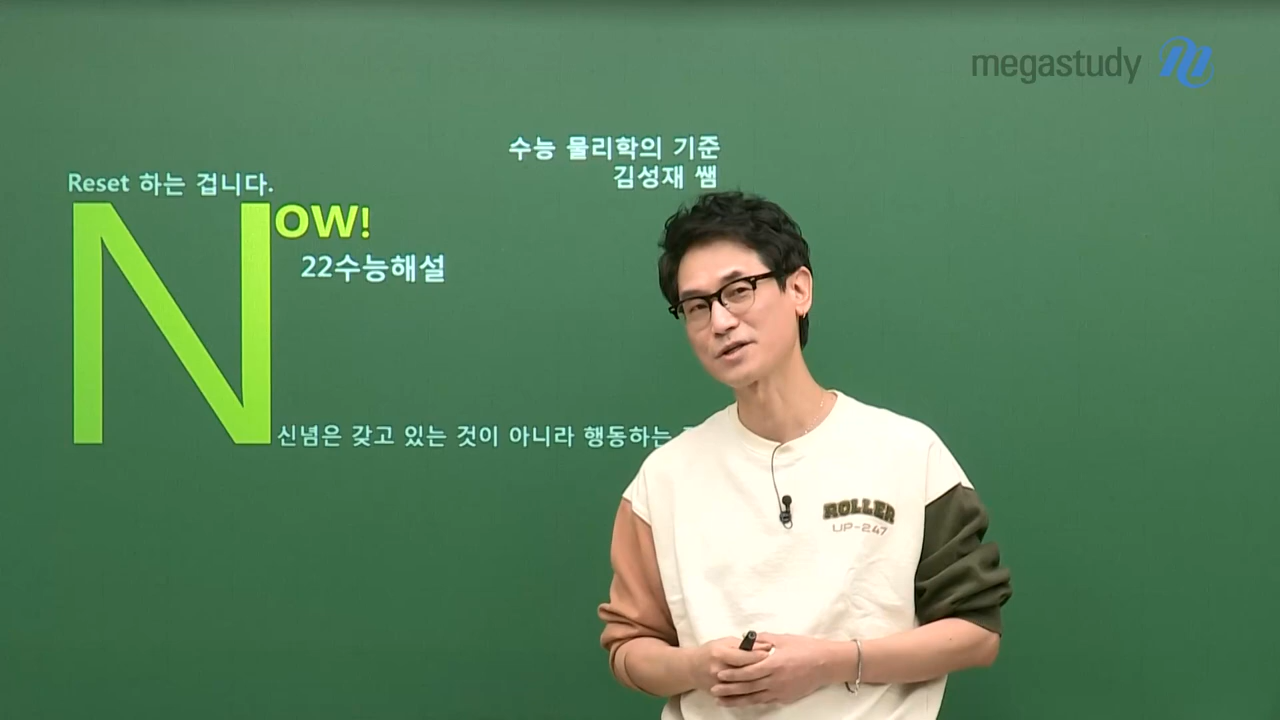 megastudy
수능 물리학의 기준
김성재 쌤
Reset 하는 겁니다.
NOW!
22수능해설
신념은 갖고 있는 것이 아니라 행동하는
ROLLER
UP-247